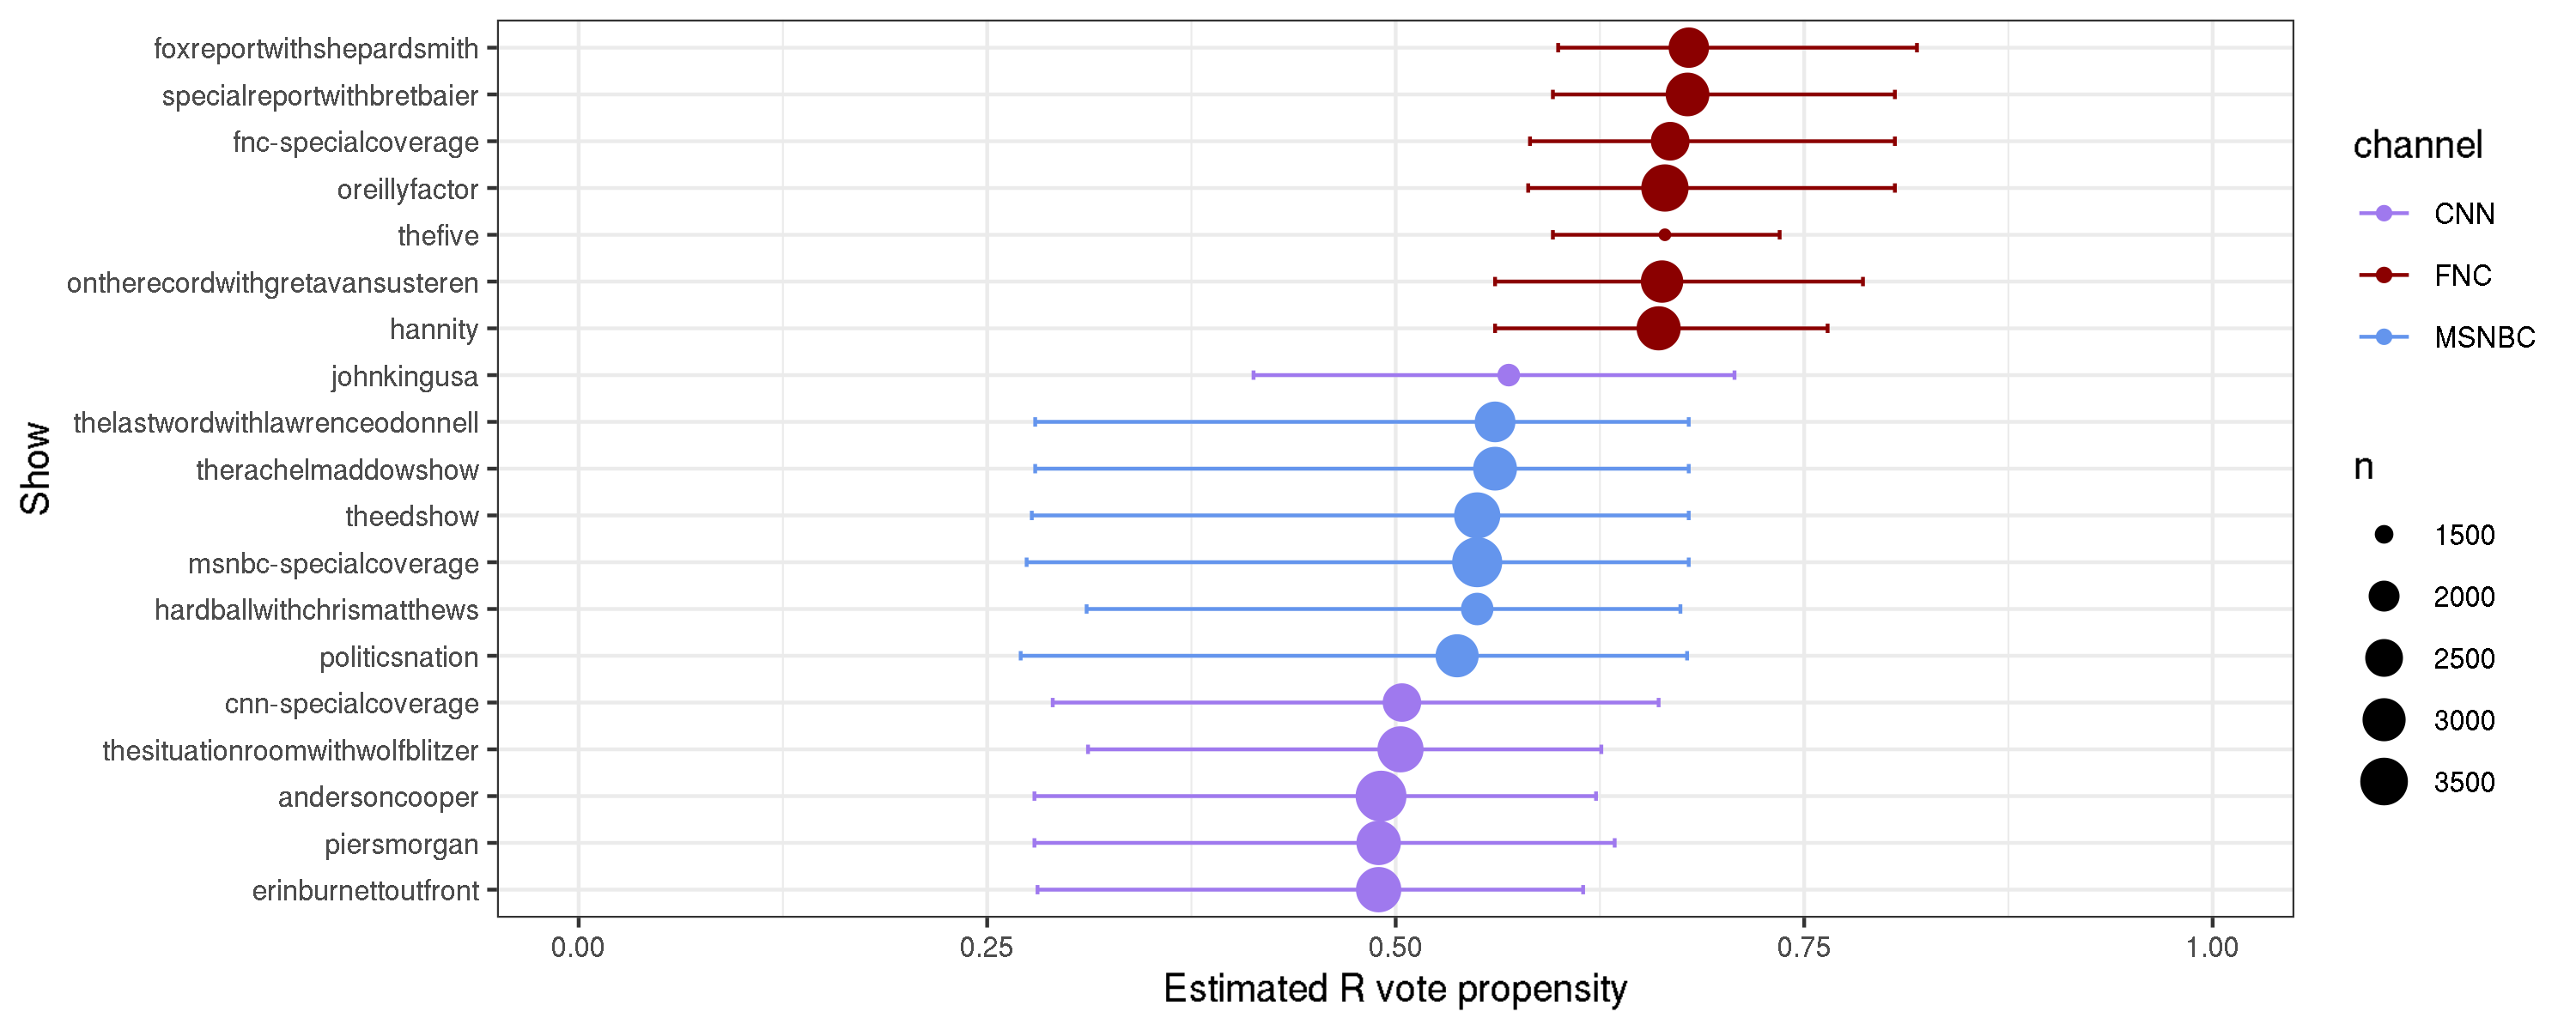 foxreportwithshepardsmith
specialreportwithbretbaier
fnc-specialcoverage
oreillyfactor
thefive
ontherecordwithgretavansusteren
hannity
johnkingusa
thelastwordwithlawrenceodonnell
therachelmaddowshow
theedshow
msnbc-specialcoverage
hardballwithchrismatthews
politicsnation
cnn-specialcoverage
thesituationroomwithwolfblitzer
andersoncooper
piersmorgan
erinburnettoutfront
Show
0.00 0.25 0.50 0.75 1.00
Estimated R vote propensity
channel
CNN
FNC
MSNBC
n
1500
2000
2500
3000
3500